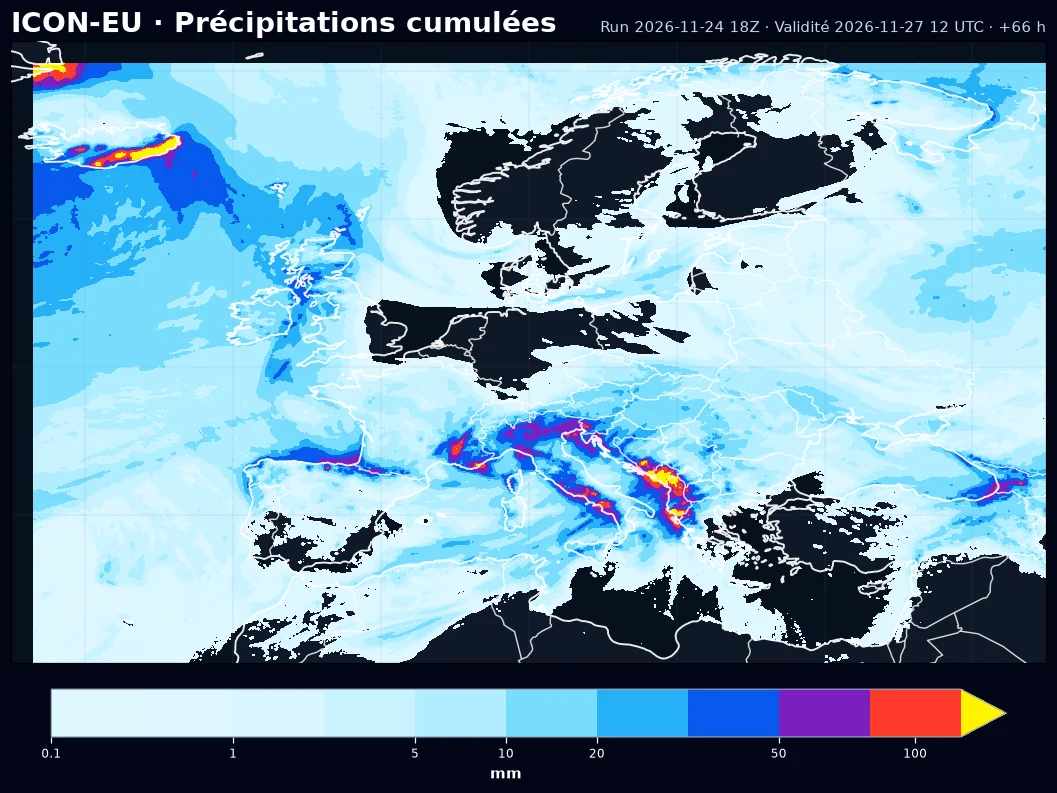 ICON-EU · Précipitations cumulées
Run 2026-11-24 18Z · Validité 2026-11-27 12 UTC · +66 h
0.1 1 5 10 20 50 100
mm